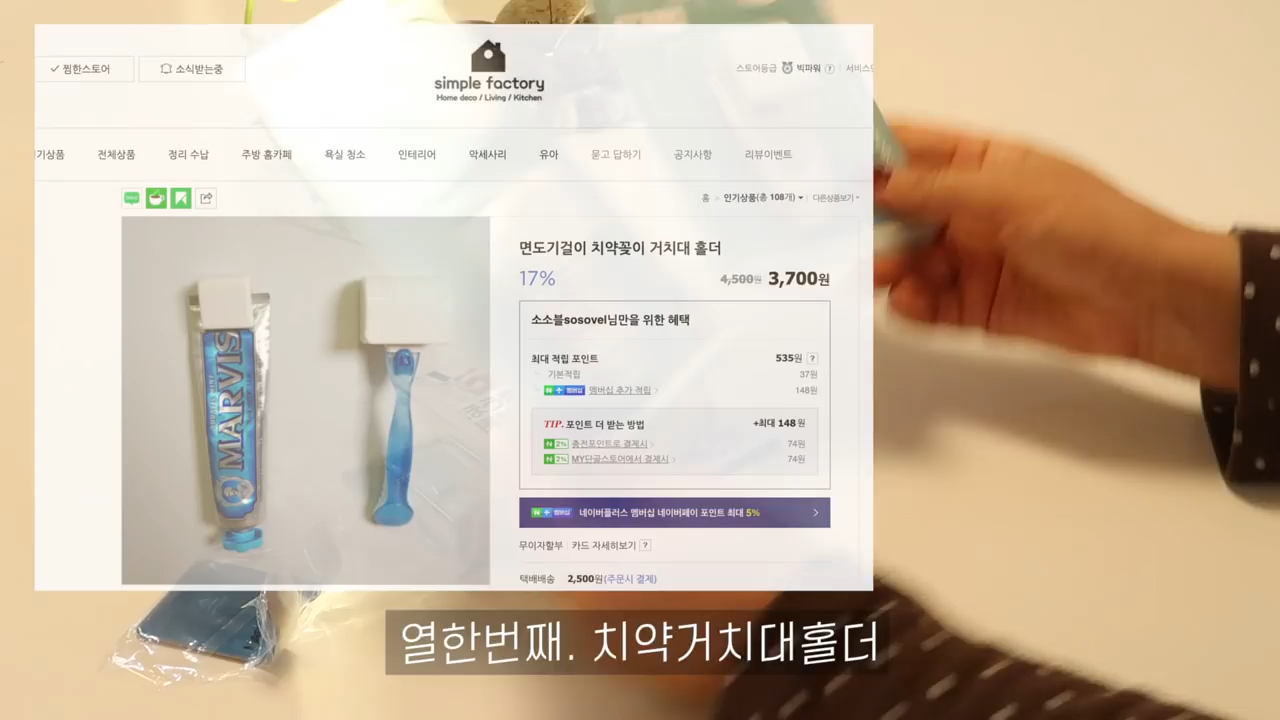 찜한스토어
소식받는중
simple factory
Home deco / Living / Kitchen
스토어등급 빅파워 ?
기상품 전체상품 정리 수납 주방 홈카페 욕실 청소 인테리어 악세사리 유아 묻고 답하기 공지사항 리뷰이벤트
홈 > 인기상품(총 108개) 다른상품보기
면도기걸이 치약꽂이 거치대 홀더
17% 4,500원 3,700원
소소블sosovel님만을 위한 혜택
최대 적립 포인트 535원 ?
기본적립 37원
N + 멤버십 멤버십 추가 적립 > 148원
TIP. 포인트 더 받는 방법 +최대 148원
N 2% 충전포인트로 결제시 > 74원
N 2% MY단골스토어에서 결제시 > 74원
N + 멤버십 네이버플러스 멤버십 네이버페이 포인트 최대 5% >
무이자할부 카드 자세히보기 ?
택배배송 2,500원(주문시 결제)
MARVIS
열한번째. 치약거치대홀더